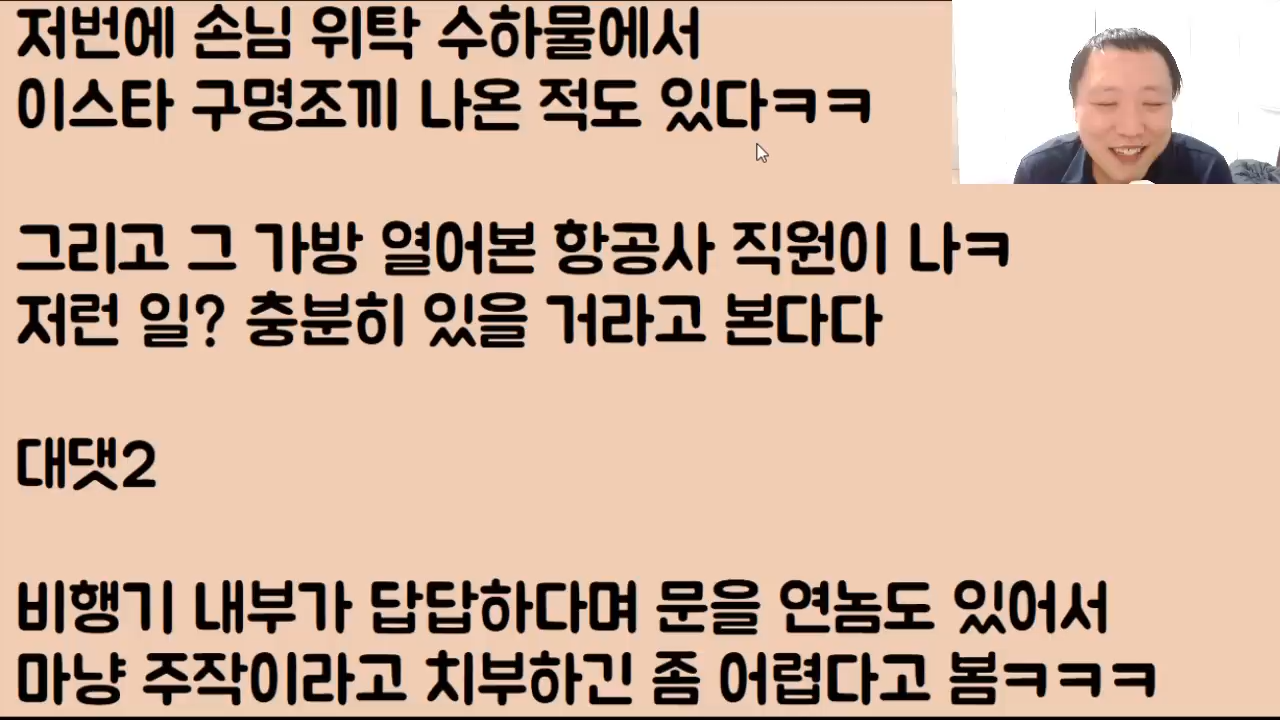 저번에 손님 위탁 수하물에서
이스타 구명조끼 나온 적도 있다ㅋㅋ
그리고 그 가방 열어본 항공사 직원이 나ㅋ
저런 일? 충분히 있을 거라고 본다다
대댓2
비행기 내부가 답답하다며 문을 연놈도 있어서
마냥 주작이라고 치부하긴 좀 어렵다고 봄ㅋㅋㅋ